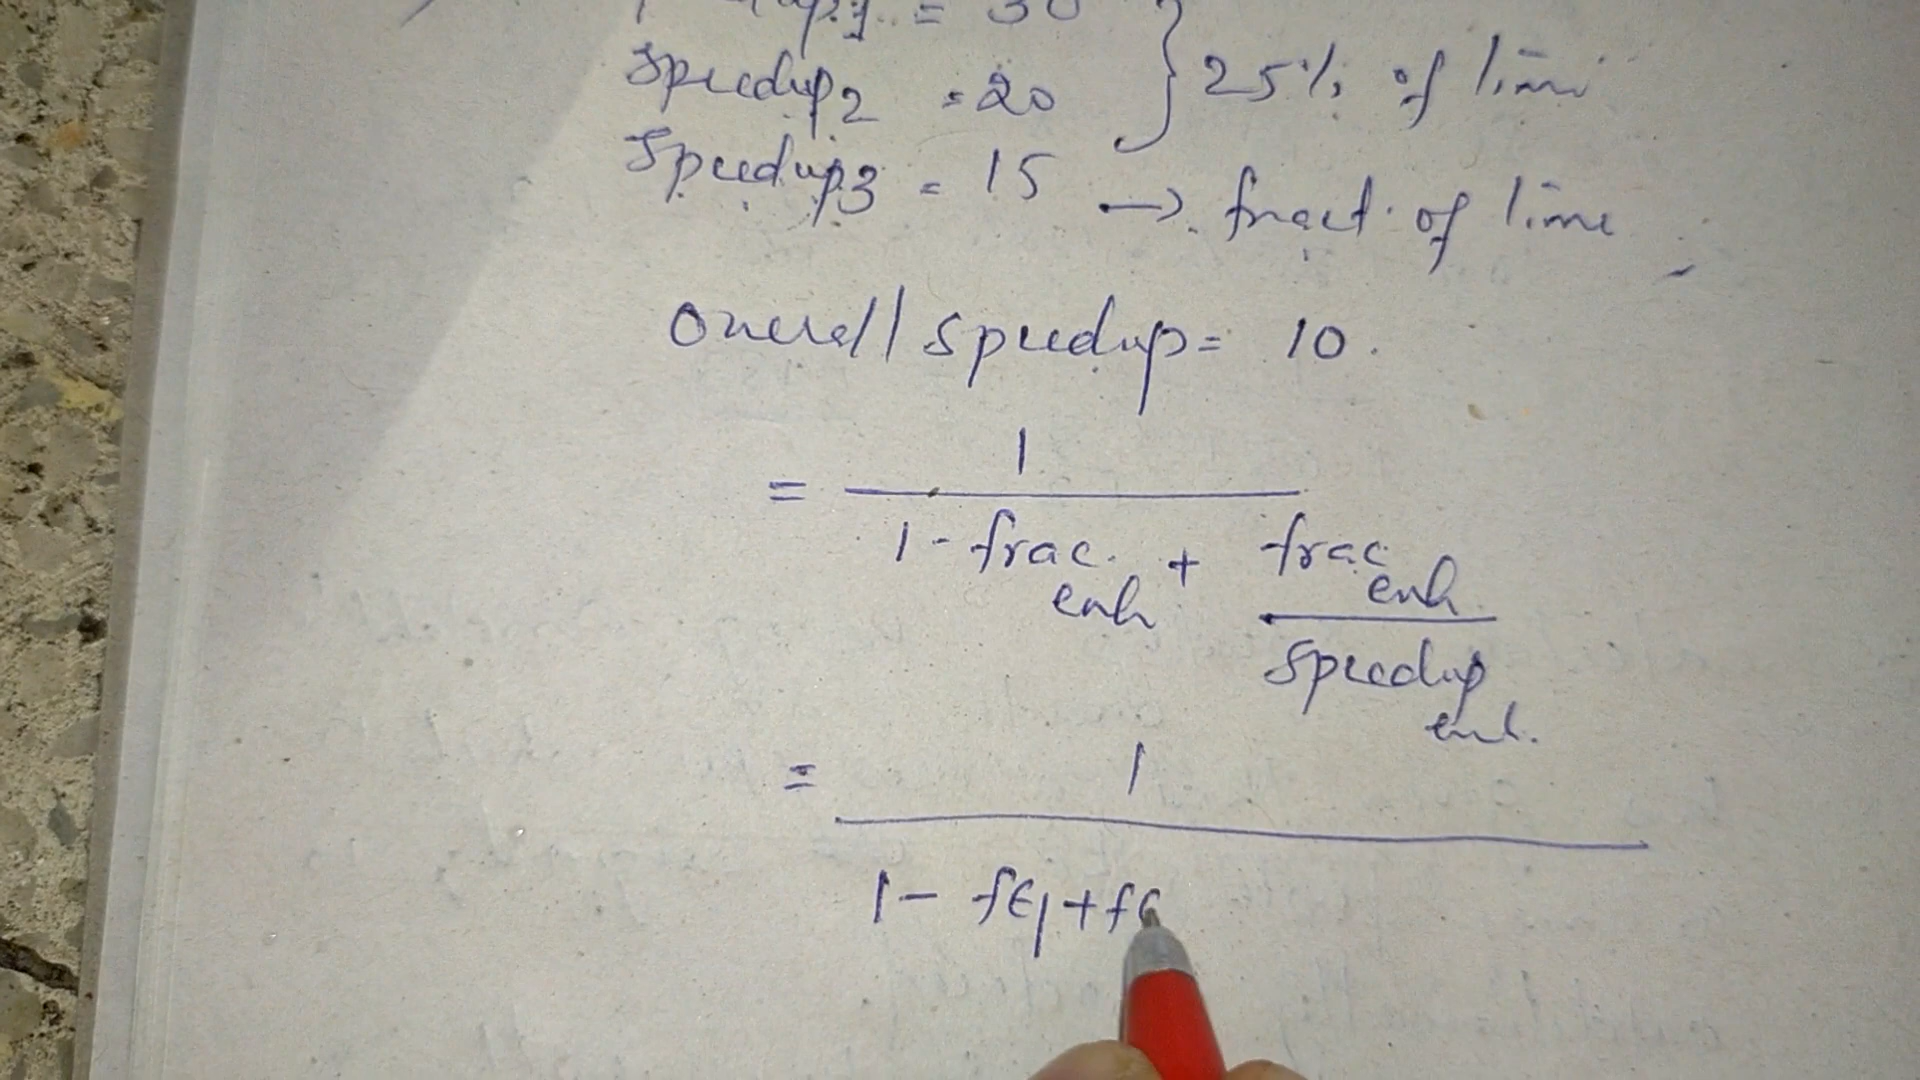 = 30
Speedup2 = 20 } 25% of time
Speedup3 = 15 → fract. of time
Overall speedup = 10.
= 1
1 - frac. enh + frac enh
Speedup enh.
= 1
1 - fE1 + f